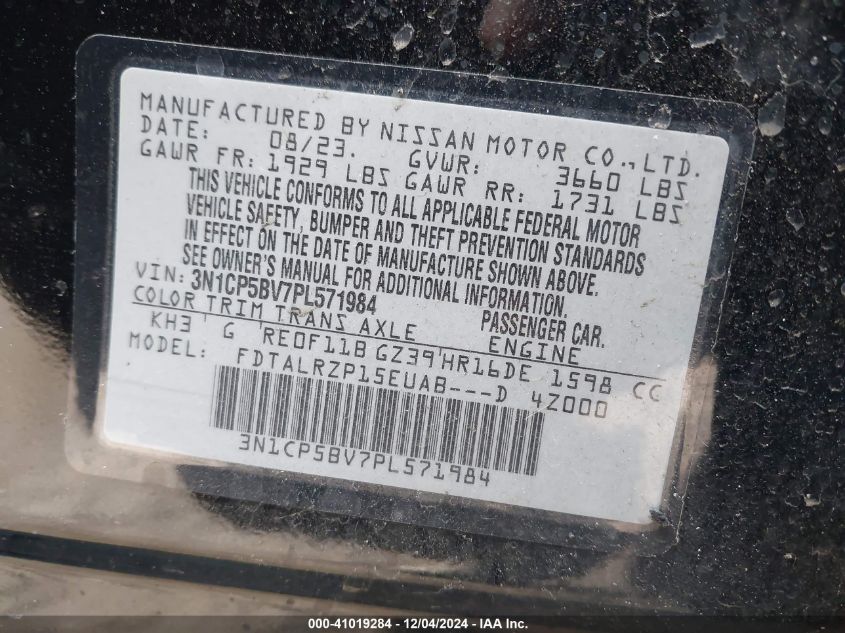 MANUFACTURED BY NISSAN MOTOR CO., LTD.
DATE: 08/23. GVWR: 3660 LBS
GAWR FR: 1929 LBS GAWR RR: 1731 LBS
THIS VEHICLE CONFORMS TO ALL APPLICABLE FEDERAL MOTOR
VEHICLE SAFETY, BUMPER AND THEFT PREVENTION STANDARDS
IN EFFECT ON THE DATE OF MANUFACTURE SHOWN ABOVE.
SEE OWNER'S MANUAL FOR ADDITIONAL INFORMATION.
VIN: 3N1CP5BV7PL571984 PASSENGER CAR.
COLOR TRIM TRANS AXLE ENGINE
KH3 G RE0F11B GZ39 HR16DE 1598 CC
MODEL: FDTALRZP15EUAB---D 4Z000
3N1CP5BV7PL571984
000-41019284 - 12/04/2024 - IAA Inc.